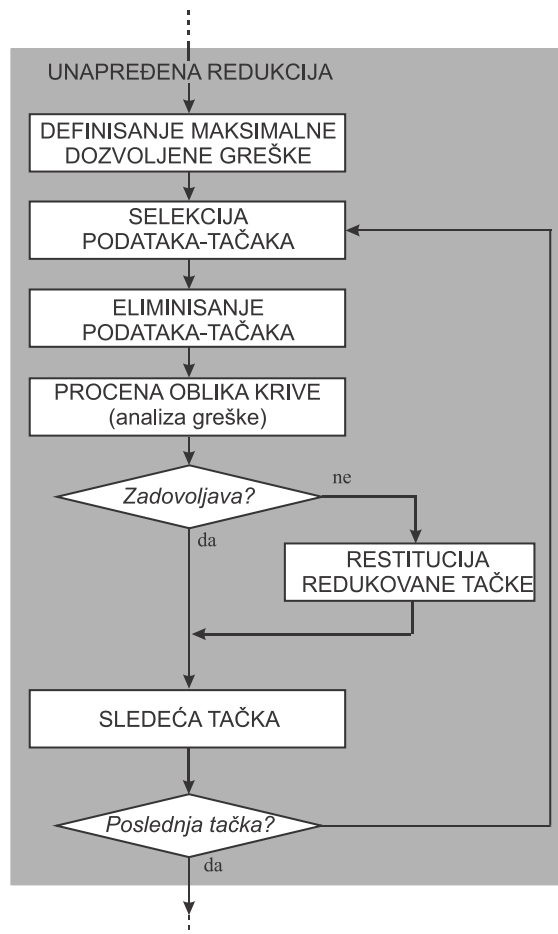 UNAPREĐENA REDUKCIJA
DEFINISANJE MAKSIMALNE
DOZVOLJENE GREŠKE
SELEKCIJA
PODATAKA-TAČAKA
ELIMINISANJE
PODATAKA-TAČAKA
PROCENA OBLIKA KRIVE
(analiza greške)
Zadovoljava?
ne
da
RESTITUCIJA
REDUKOVANE TAČKE
SLEDEĆA TAČKA
Poslednja tačka?
da